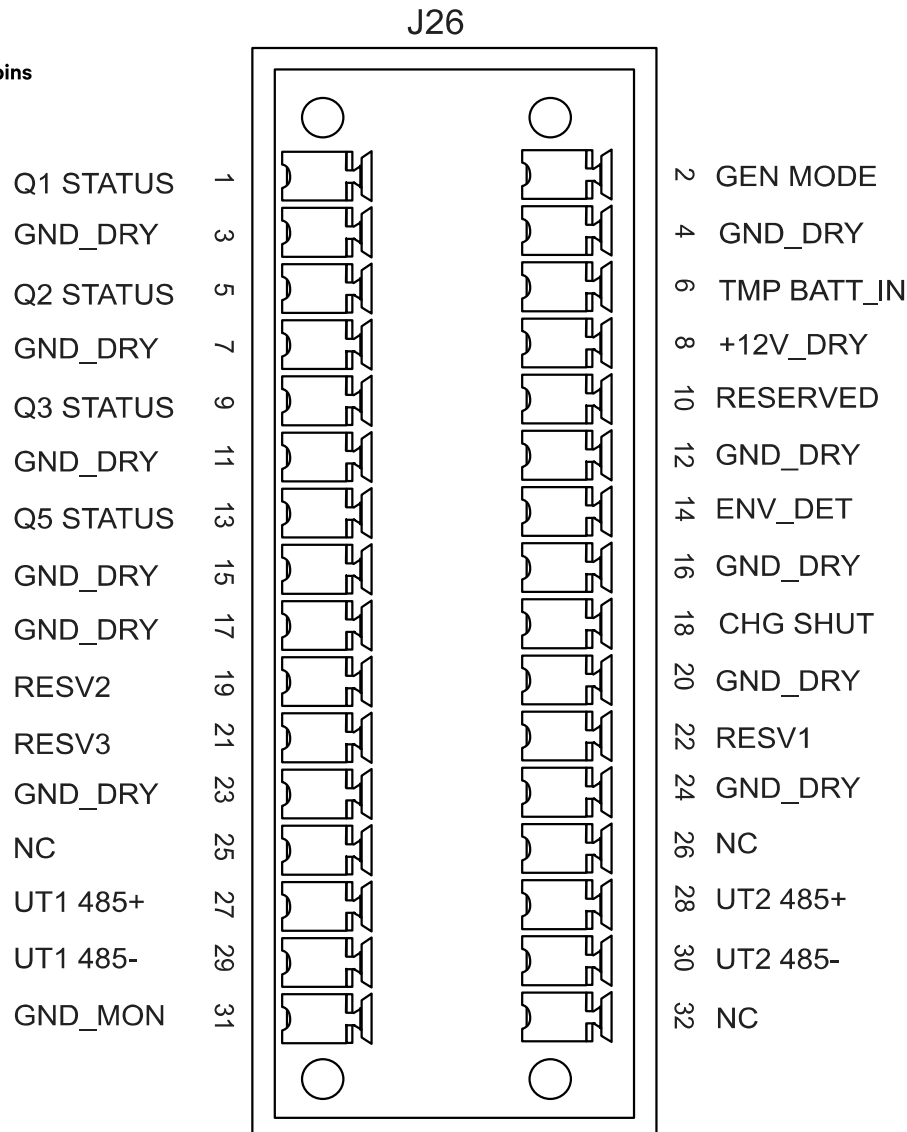 J26
pins
Q1 STATUS 1 2 GEN MODE
GND_DRY 3 4 GND_DRY
Q2 STATUS 5 6 TMP BATT_IN
GND_DRY 7 8 +12V_DRY
Q3 STATUS 9 10 RESERVED
GND_DRY 11 12 GND_DRY
Q5 STATUS 13 14 ENV_DET
GND_DRY 15 16 GND_DRY
GND_DRY 17 18 CHG SHUT
RESV2 19 20 GND_DRY
RESV3 21 22 RESV1
GND_DRY 23 24 GND_DRY
NC 25 26 NC
UT1 485+ 27 28 UT2 485+
UT1 485- 29 30 UT2 485-
GND_MON 31 32 NC